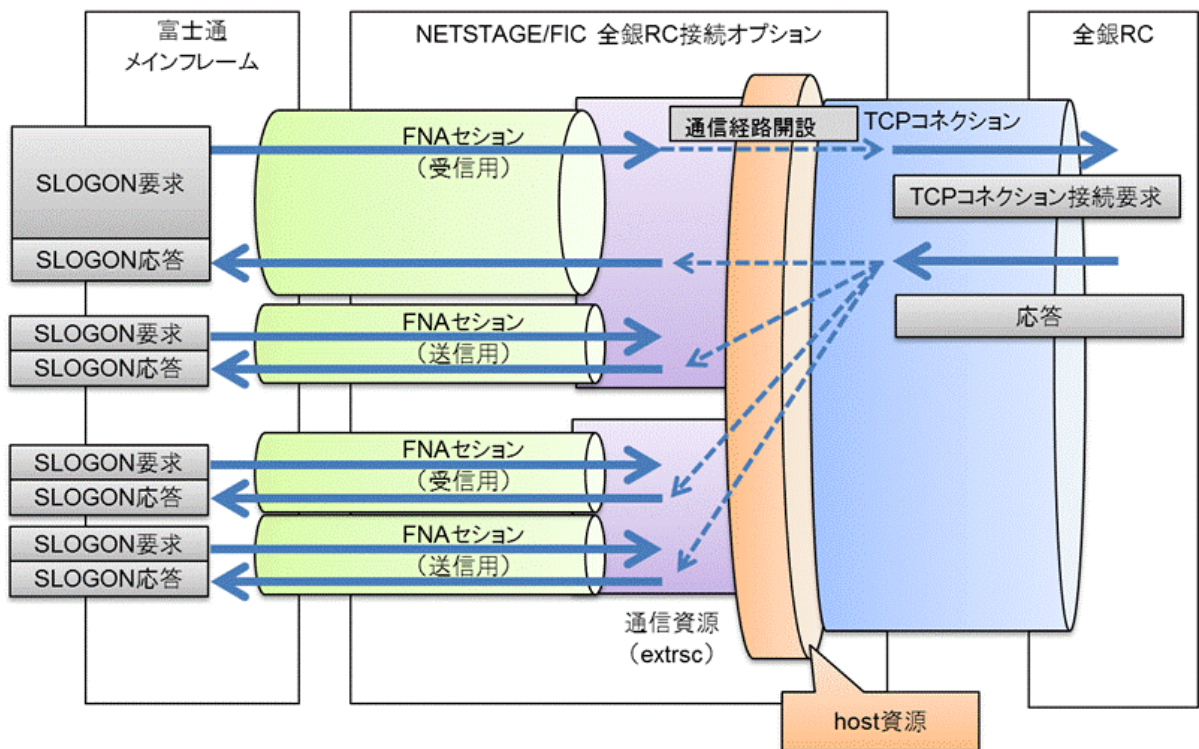 富士通
メインフレーム
NETSTAGE/FIC 全銀RC接続オプション
全銀RC
SLOGON要求
SLOGON応答
FNAセション
（受信用）
通信経路開設
TCPコネクション
TCPコネクション接続要求
応答
SLOGON要求
SLOGON応答
FNAセション
（送信用）
SLOGON要求
SLOGON応答
FNAセション
（受信用）
SLOGON要求
SLOGON応答
FNAセション
（送信用）
通信資源
（extrsc）
host資源